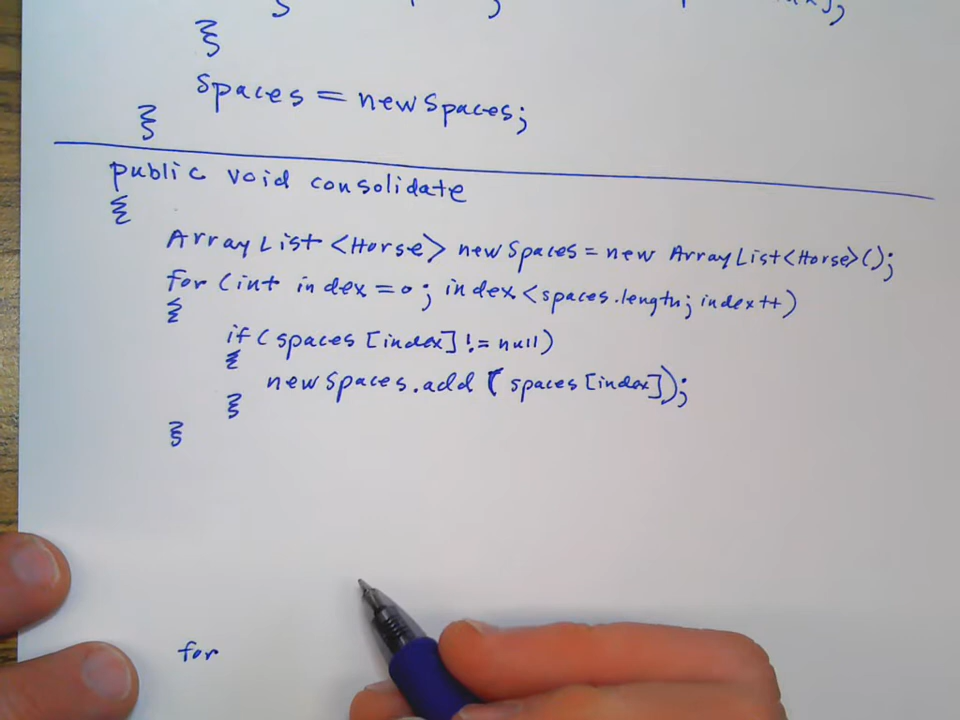 }
spaces = newSpaces;
}
public void consolidate
{
ArrayList <Horse> newSpaces = new ArrayList<Horse>();
for (int index = 0; index < spaces.length; index++)
{
if (spaces [index] != null)
{
newSpaces.add (spaces [index]);
}
}
for